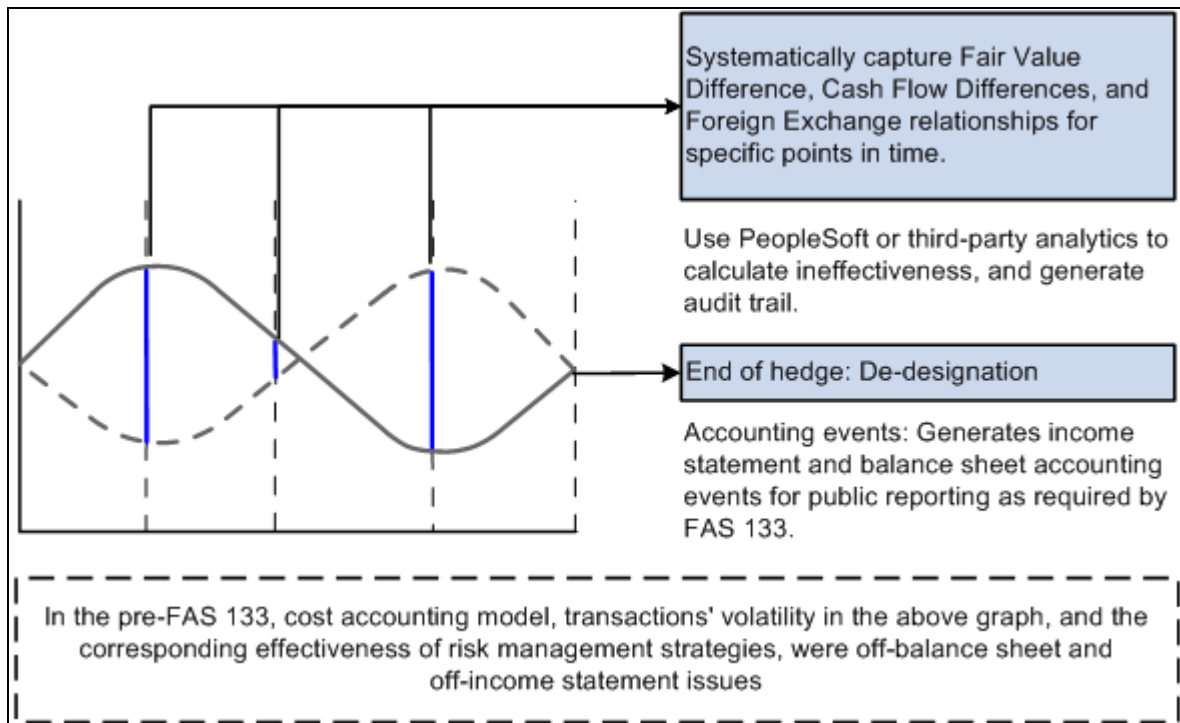 Systematically capture Fair Value
Difference, Cash Flow Differences, and
Foreign Exchange relationships for
specific points in time.
Use PeopleSoft or third-party analytics to
calculate ineffectiveness, and generate
audit trail.
End of hedge: De-designation
Accounting events: Generates income
statement and balance sheet accounting
events for public reporting as required by
FAS 133.
In the pre-FAS 133, cost accounting model, transactions' volatility in the above graph, and the
corresponding effectiveness of risk management strategies, were off-balance sheet and
off-income statement issues